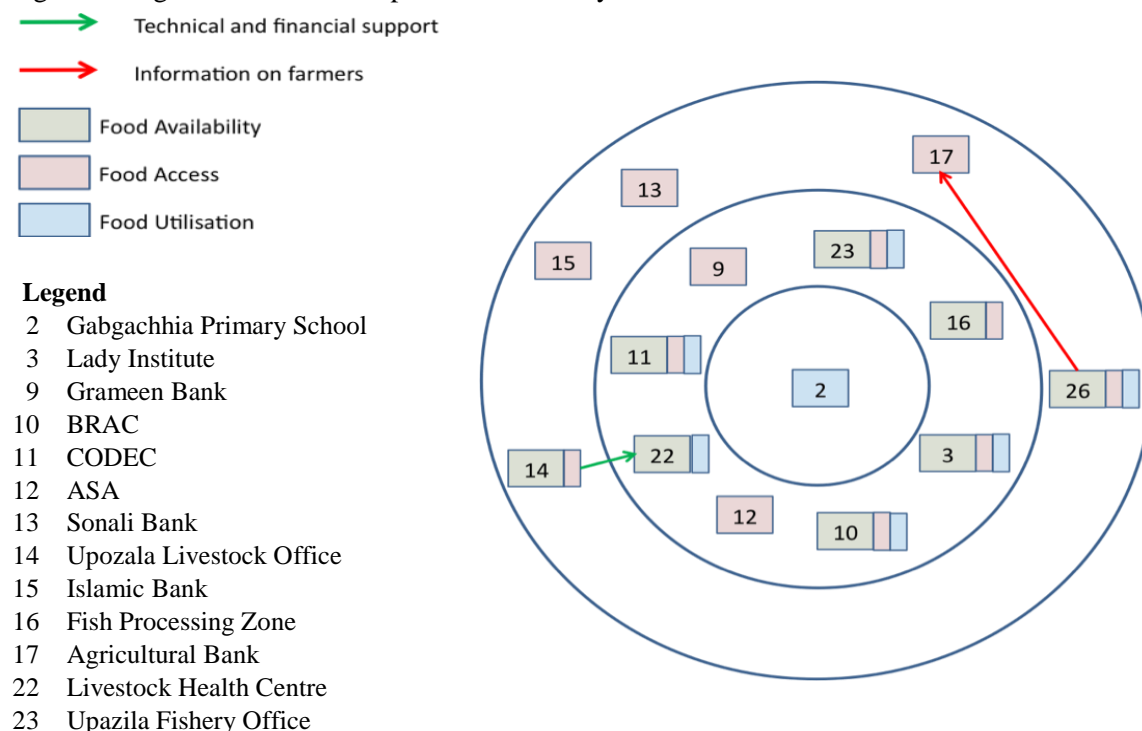 Technical and financial support
Information on farmers
Food Availability
Food Access
Food Utilisation
Legend
2 Gabgachhia Primary School
3 Lady Institute
9 Grameen Bank
10 BRAC
11 CODEC
12 ASA
13 Sonali Bank
14 Upozala Livestock Office
15 Islamic Bank
16 Fish Processing Zone
17 Agricultural Bank
22 Livestock Health Centre
23 Upazila Fishery Office
17
13
23
15
9
16
11
2
26
22
3
14
12
10